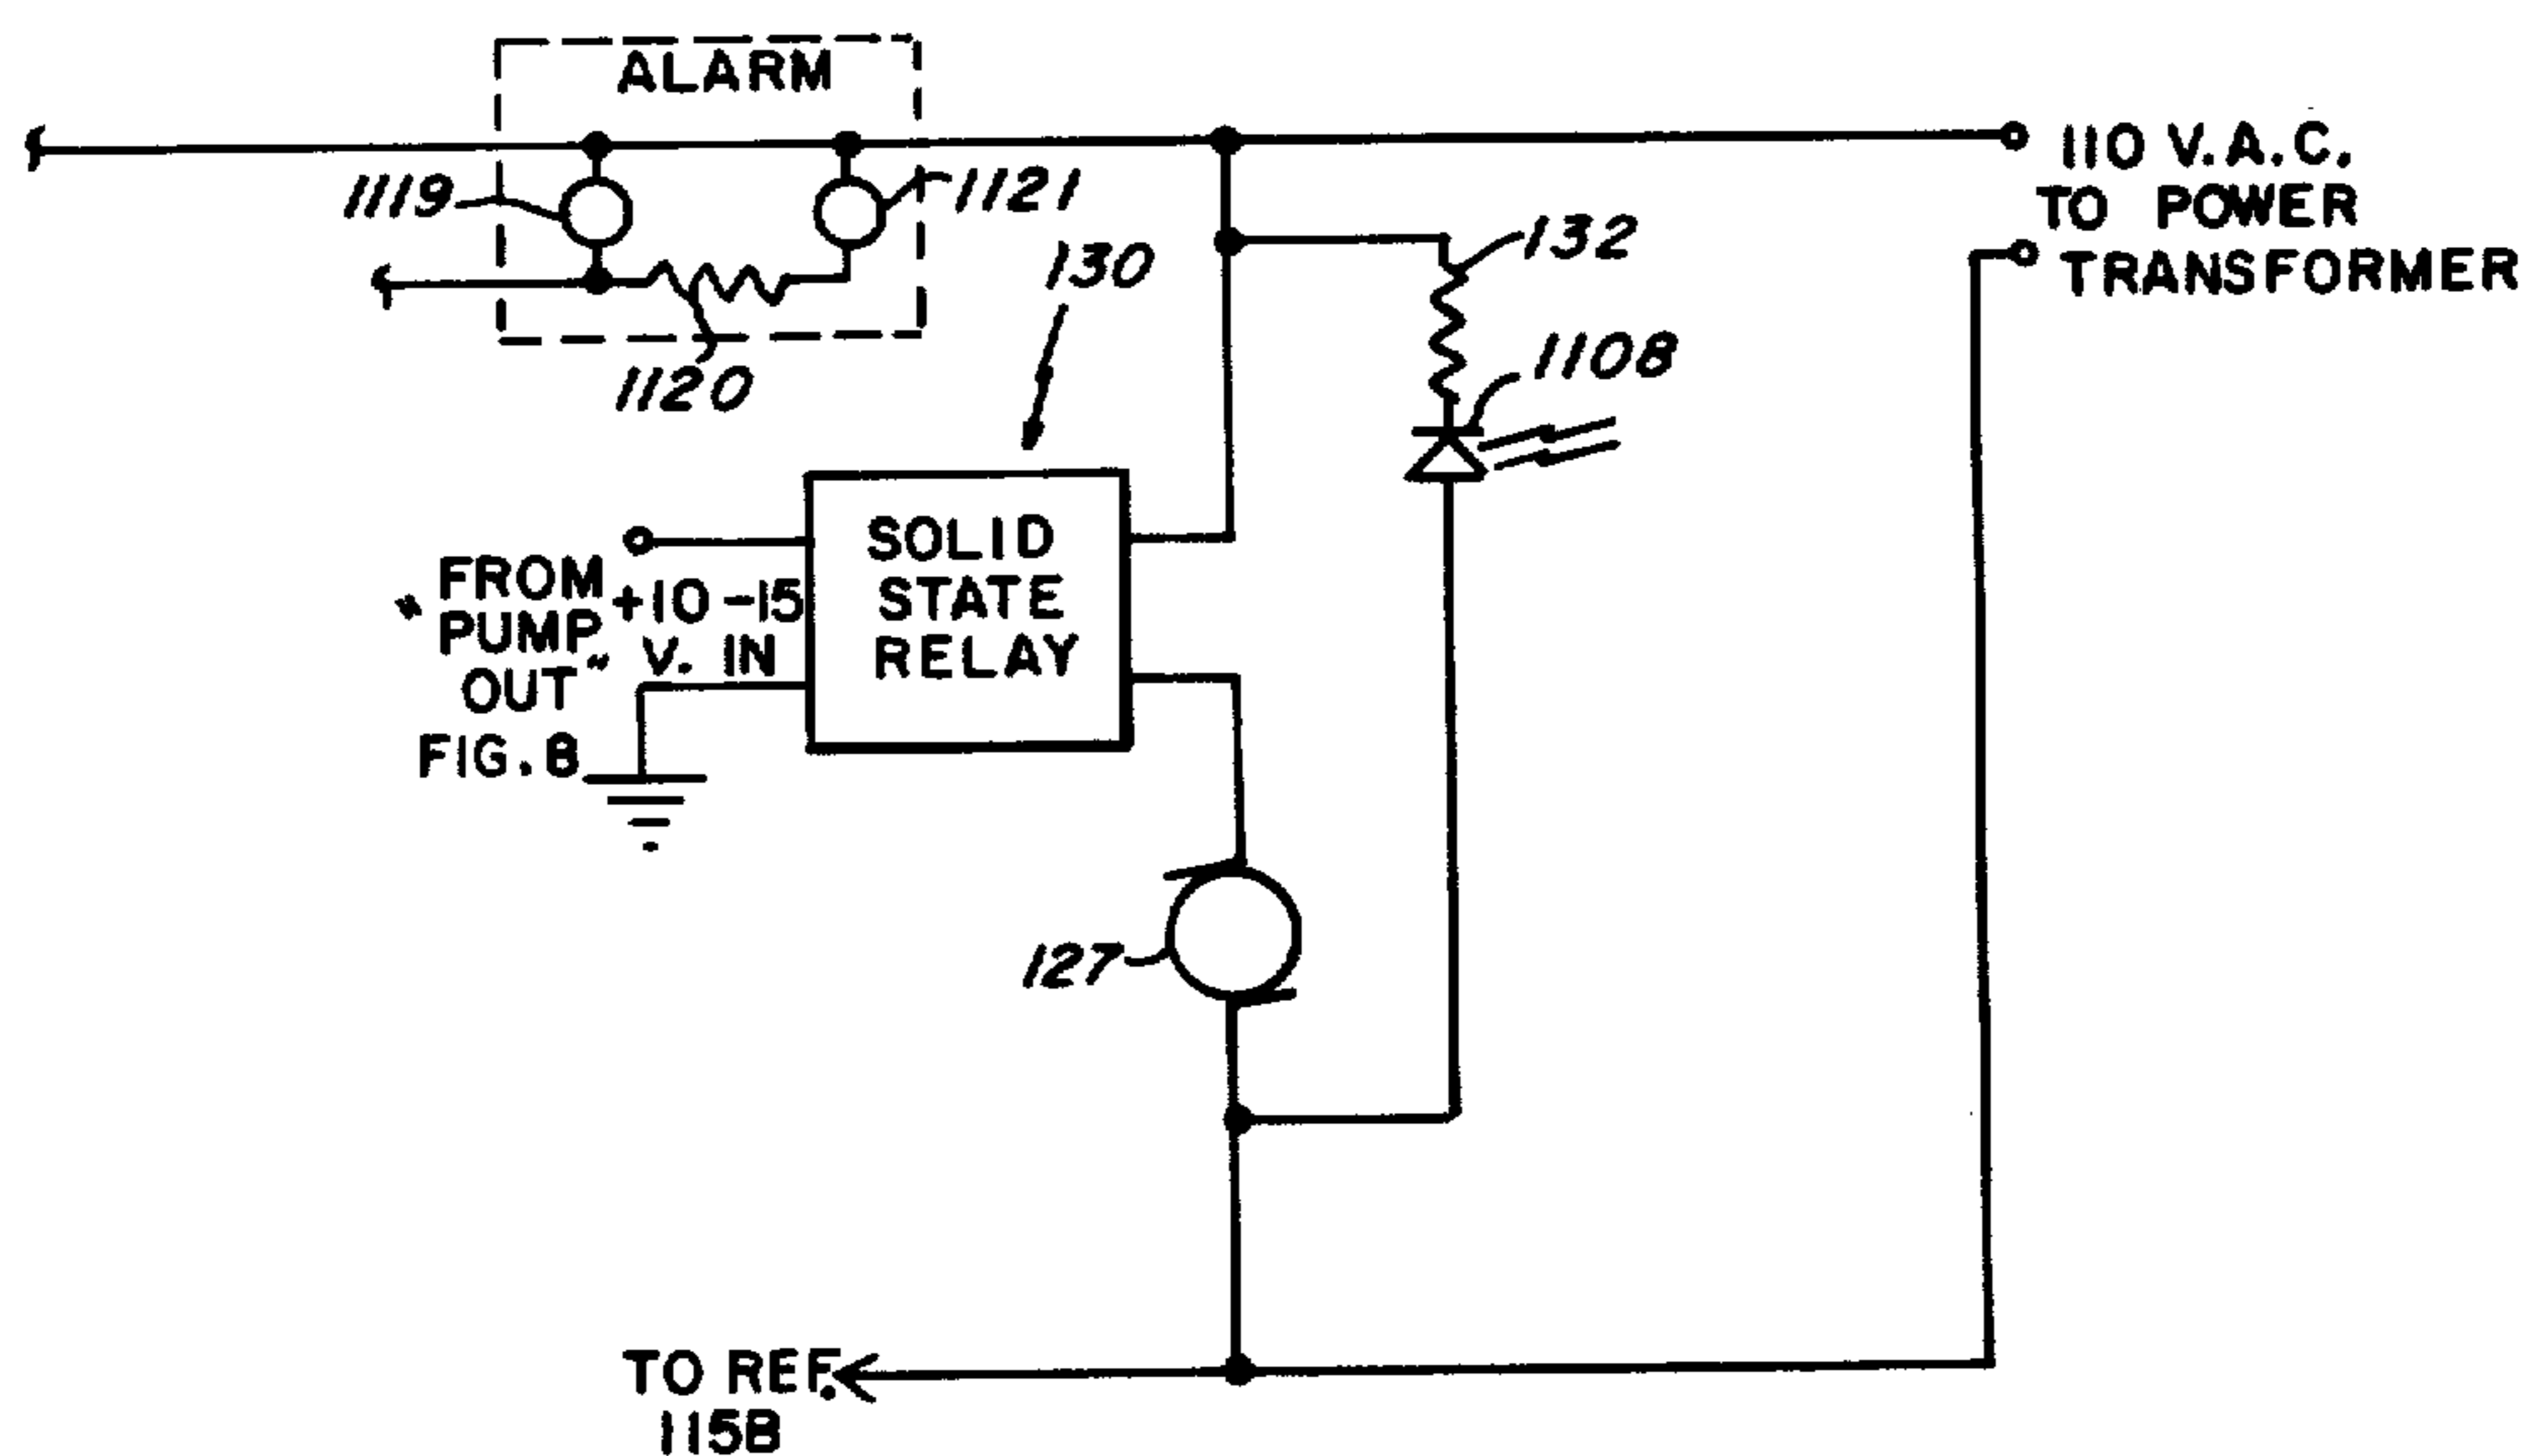 ALARM
1119
1121
1120
110 V.A.C.
TO POWER
TRANSFORMER
130
132
1108
SOLID
STATE
RELAY
"FROM
PUMP
OUT"
FIG. 8
+10 -15
V. IN
127
TO REF.
115B